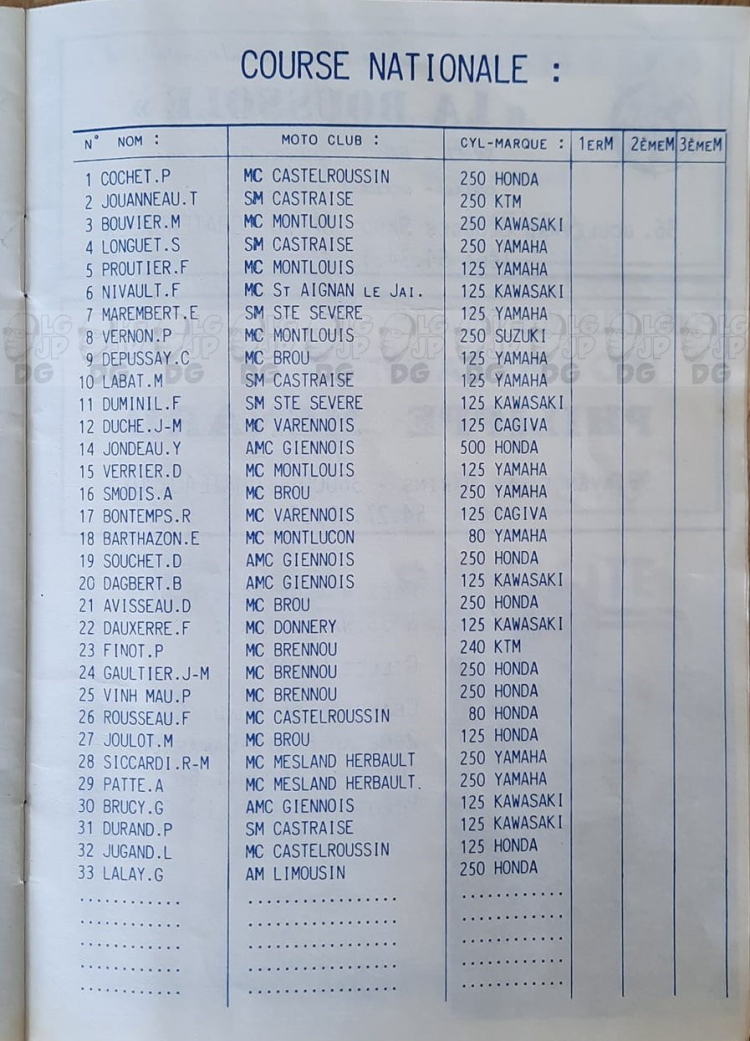 COURSE NATIONALE :
N° NOM : MOTO CLUB : CYL-MARQUE : 1ERM 2ÈMEM 3ÈMEM
1 COCHET.P MC CASTELROUSSIN 250 HONDA
2 JOUANNEAU.T SM CASTRAISE 250 KTM
3 BOUVIER.M MC MONTLOUIS 250 KAWASAKI
4 LONGUET.S SM CASTRAISE 250 YAMAHA
5 PROUTIER.F MC MONTLOUIS 125 YAMAHA
6 NIVAULT.F MC ST AIGNAN LE JAI. 125 KAWASAKI
7 MAREMBERT.E SM STE SEVERE 125 YAMAHA
8 VERNON.P MC MONTLOUIS 250 SUZUKI
9 DEPUSSAY.C MC BROU 125 YAMAHA
10 LABAT.M SM CASTRAISE 125 YAMAHA
11 DUMINIL.F SM STE SEVERE 125 KAWASAKI
12 DUCHE.J-M MC VARENNOIS 125 CAGIVA
14 JONDEAU.Y AMC GIENNOIS 500 HONDA
15 VERRIER.D MC MONTLOUIS 125 YAMAHA
16 SMODIS.A MC BROU 250 YAMAHA
17 BONTEMPS.R MC VARENNOIS 125 CAGIVA
18 BARTHAZON.E MC MONTLUCON 80 YAMAHA
19 SOUCHET.D AMC GIENNOIS 250 HONDA
20 DAGBERT.B AMC GIENNOIS 125 KAWASAKI
21 AVISSEAU.D MC BROU 250 HONDA
22 DAUXERRE.F MC DONNERY 125 KAWASAKI
23 FINOT.P MC BRENNOU 240 KTM
24 GAULTIER.J-M MC BRENNOU 250 HONDA
25 VINH MAU.P MC BRENNOU 250 HONDA
26 ROUSSEAU.F MC CASTELROUSSIN 80 HONDA
27 JOULOT.M MC BROU 125 HONDA
28 SICCARDI.R-M MC MESLAND HERBAULT 250 YAMAHA
29 PATTE.A MC MESLAND HERBAULT. 250 YAMAHA
30 BRUCY.G AMC GIENNOIS 125 KAWASAKI
31 DURAND.P SM CASTRAISE 125 KAWASAKI
32 JUGAND.L MC CASTELROUSSIN 125 HONDA
33 LALAY.G AM LIMOUSIN 250 HONDA